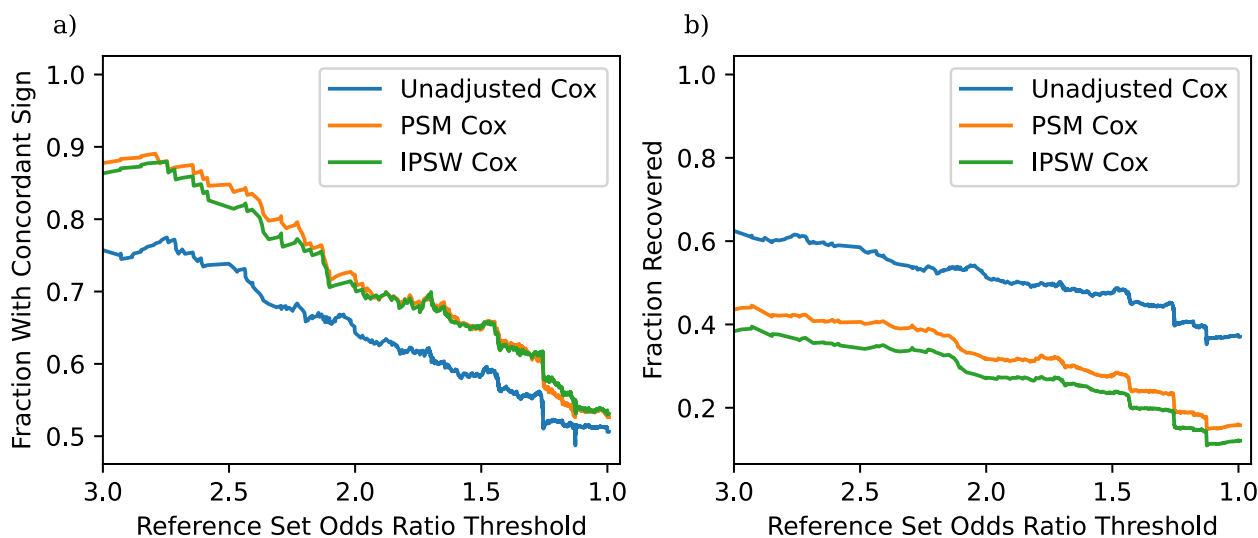 a)
Fraction With Concordant Sign
1.0
0.9
0.8
0.7
0.6
0.5
3.0 2.5 2.0 1.5 1.0
Reference Set Odds Ratio Threshold
Unadjusted Cox
PSM Cox
IPSW Cox
b)
Fraction Recovered
1.0
0.8
0.6
0.4
0.2
3.0 2.5 2.0 1.5 1.0
Reference Set Odds Ratio Threshold
Unadjusted Cox
PSM Cox
IPSW Cox